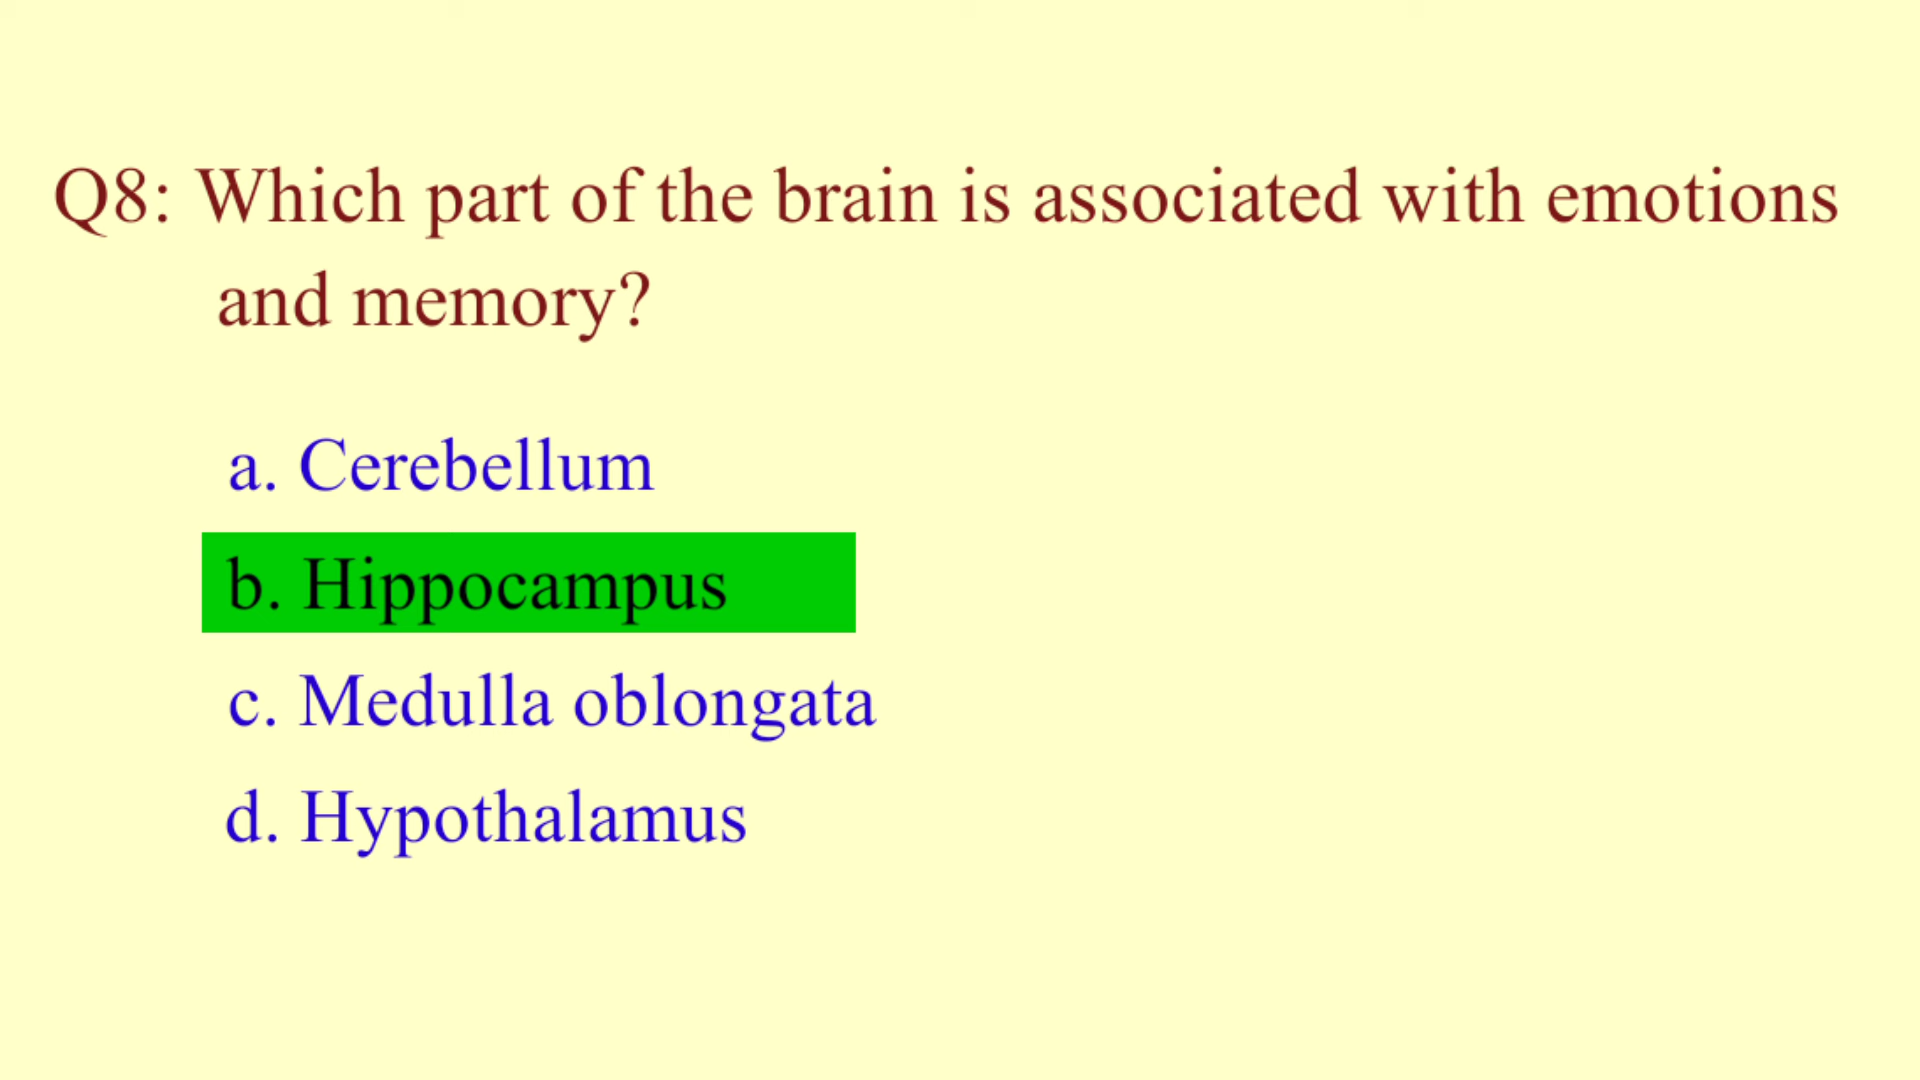 Q8: Which part of the brain is associated with emotions
and memory?
a. Cerebellum
b. Hippocampus
c. Medulla oblongata
d. Hypothalamus